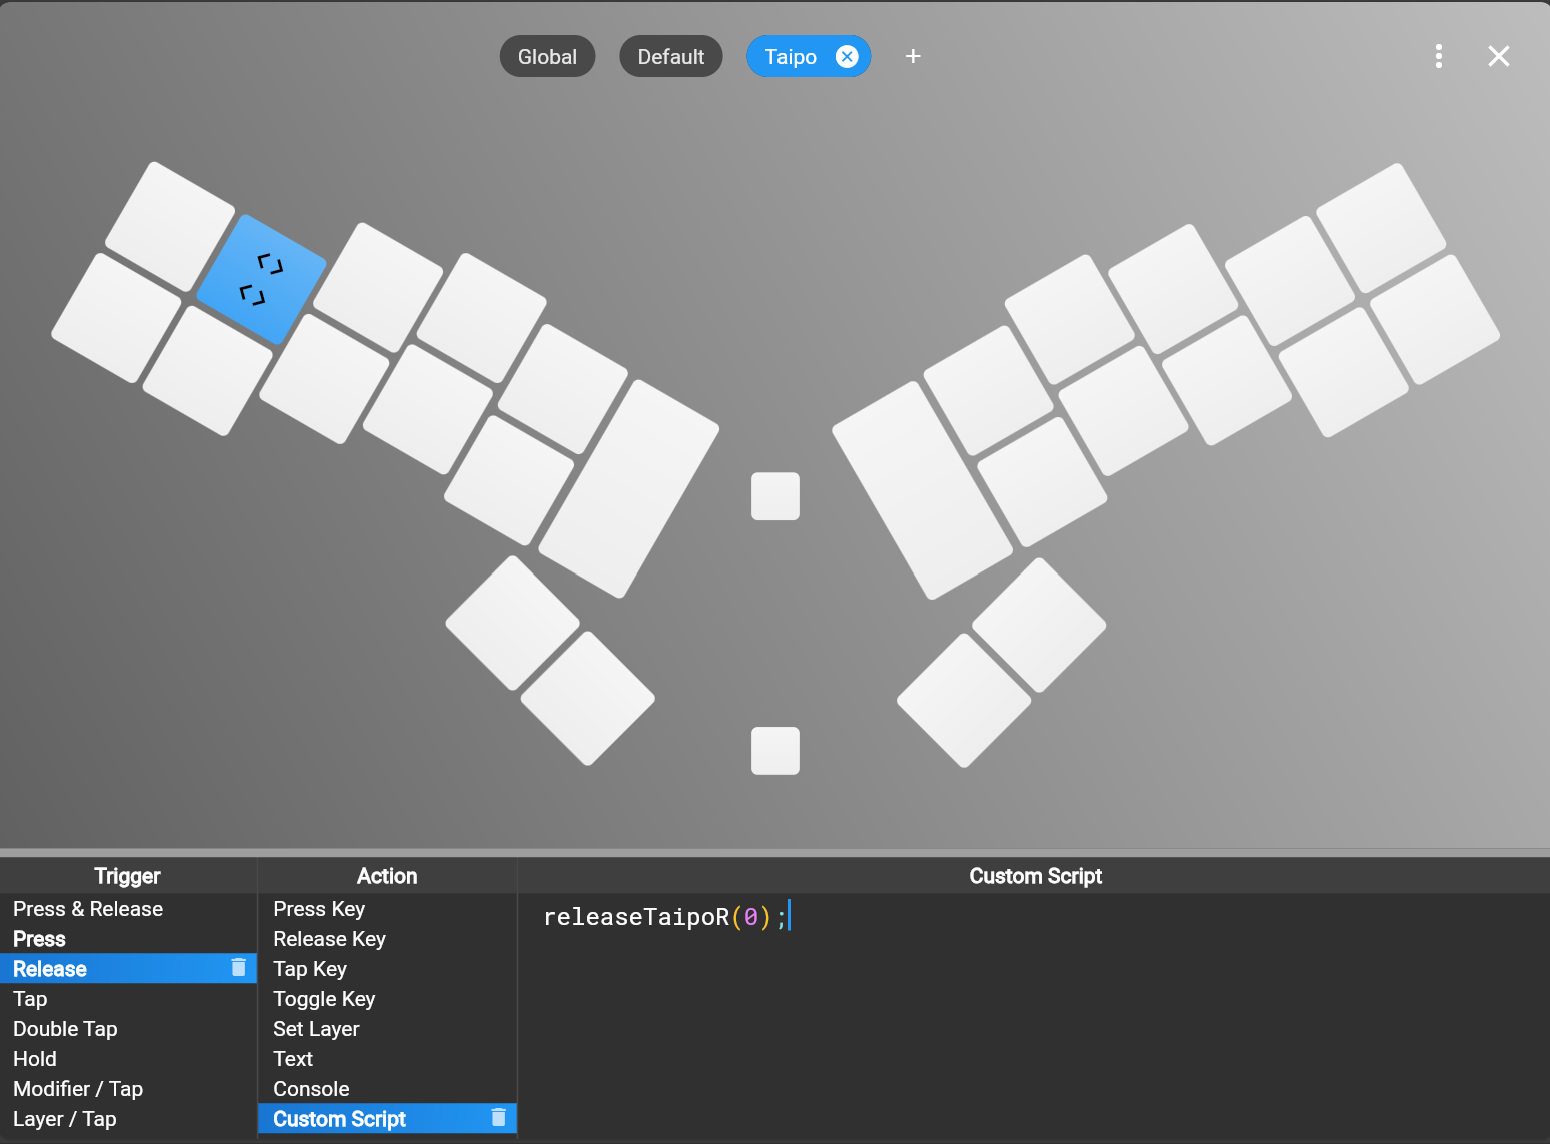 Global
Default
Taipo
Trigger
Press & Release
Press
Release
Tap
Double Tap
Hold
Modifier / Tap
Layer / Tap
Action
Press Key
Release Key
Tap Key
Toggle Key
Set Layer
Text
Console
Custom Script
Custom Script
releaseTaipoR(0);